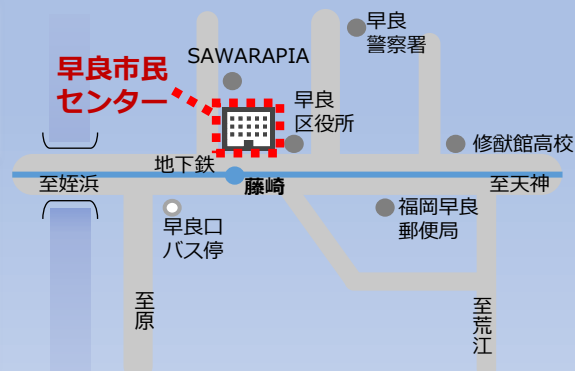 早良
警察署
SAWARAPIA
早良市民
センター
早良
区役所
修猷館高校
地下鉄
至姪浜
藤崎
至天神
早良口
バス停
福岡早良
郵便局
至原
至荒江